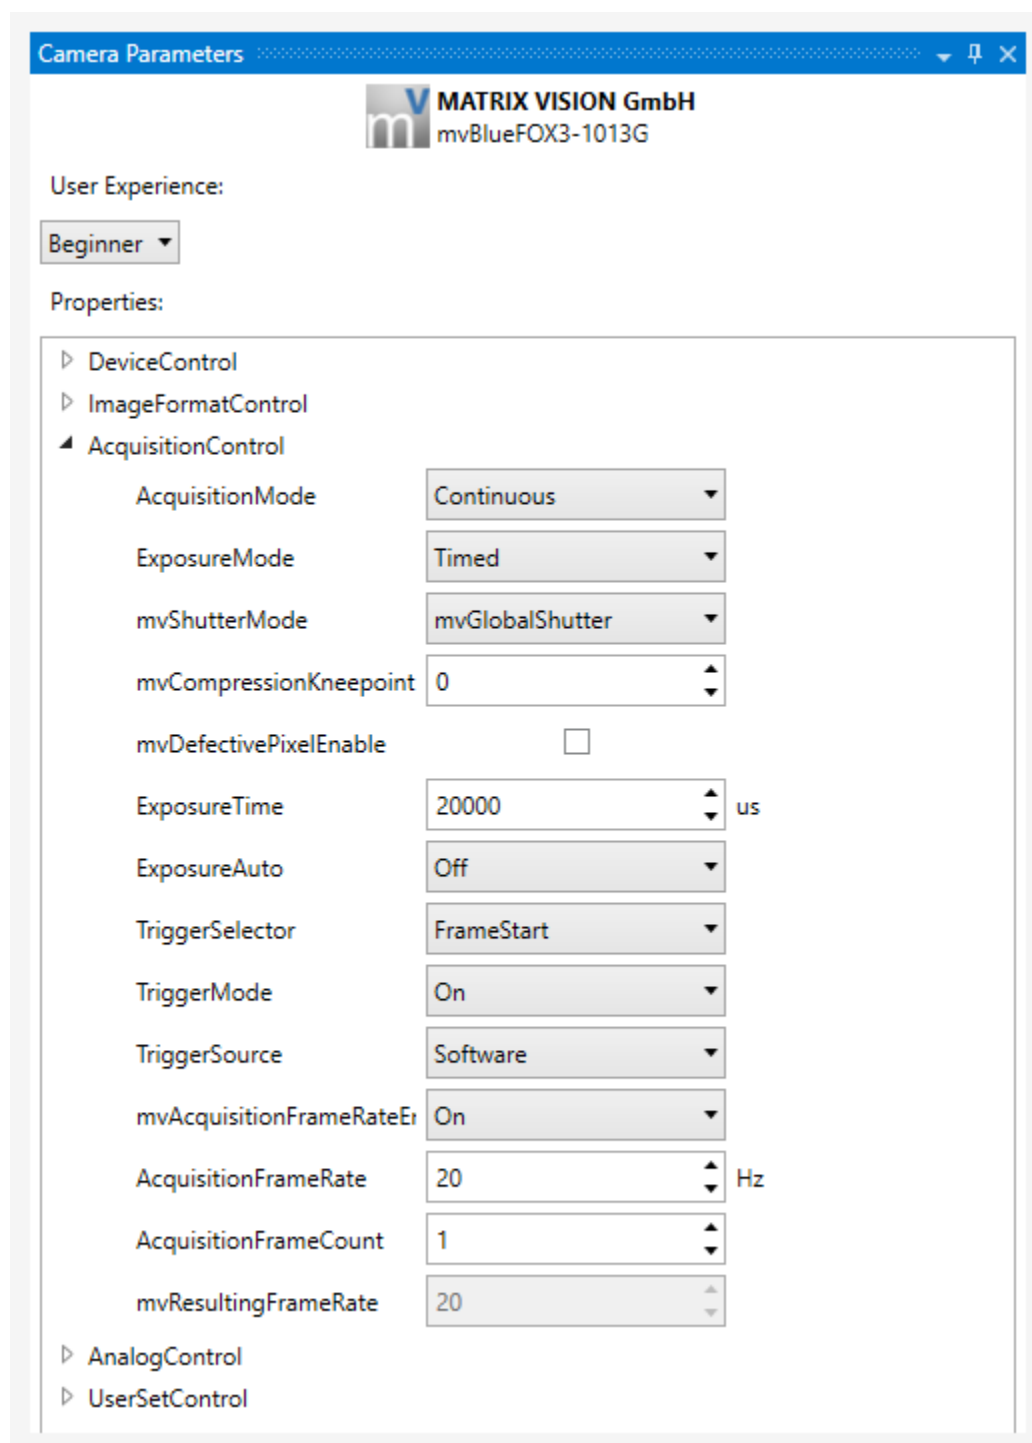 Camera Parameters
mV MATRIX VISION GmbH
mvBlueFOX3-1013G
User Experience:
Beginner
Properties:
DeviceControl
ImageFormatControl
AcquisitionControl
AcquisitionMode Continuous
ExposureMode Timed
mvShutterMode mvGlobalShutter
mvCompressionKneepoint 0
mvDefectivePixelEnable
ExposureTime 20000 us
ExposureAuto Off
TriggerSelector FrameStart
TriggerMode On
TriggerSource Software
mvAcquisitionFrameRateEr On
AcquisitionFrameRate 20 Hz
AcquisitionFrameCount 1
mvResultingFrameRate 20
AnalogControl
UserSetControl